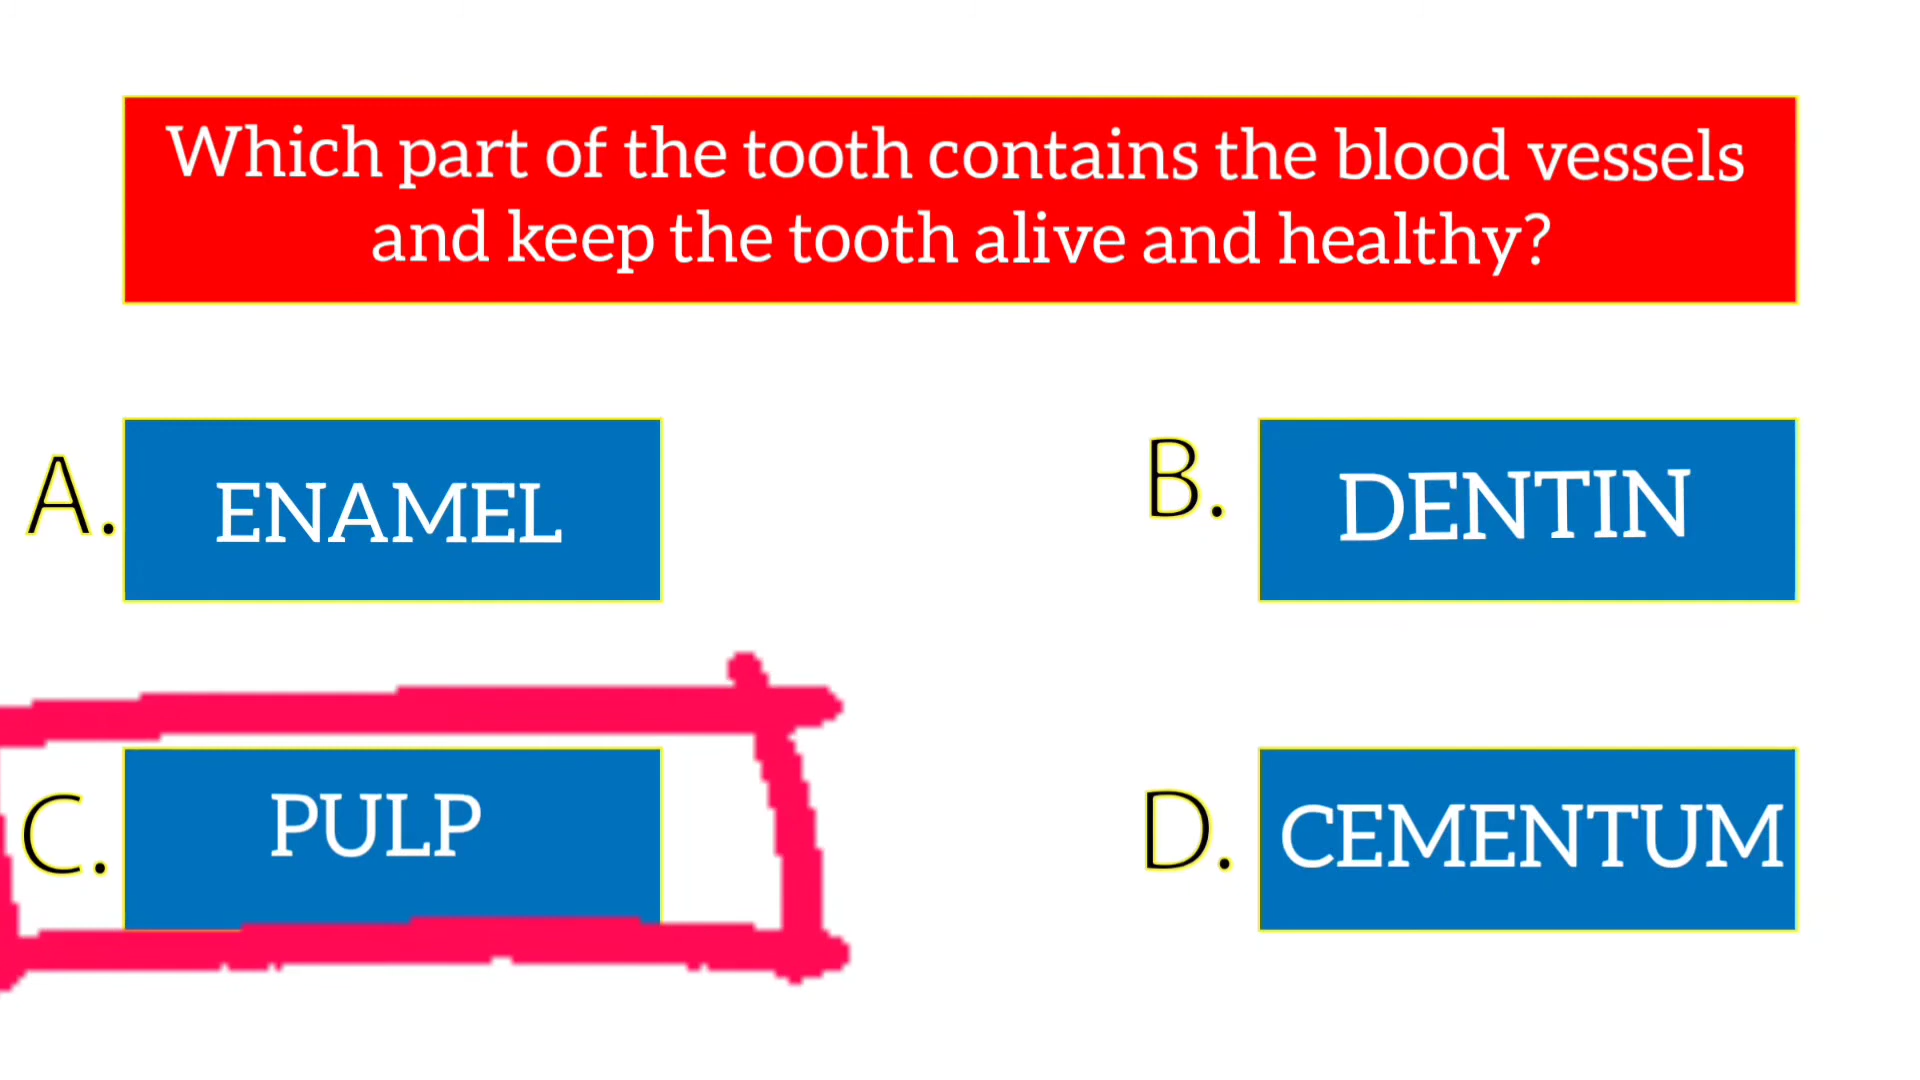 Which part of the tooth contains the blood vessels
and keep the tooth alive and healthy?
A. ENAMEL
B. DENTIN
C. PULP
D. CEMENTUM